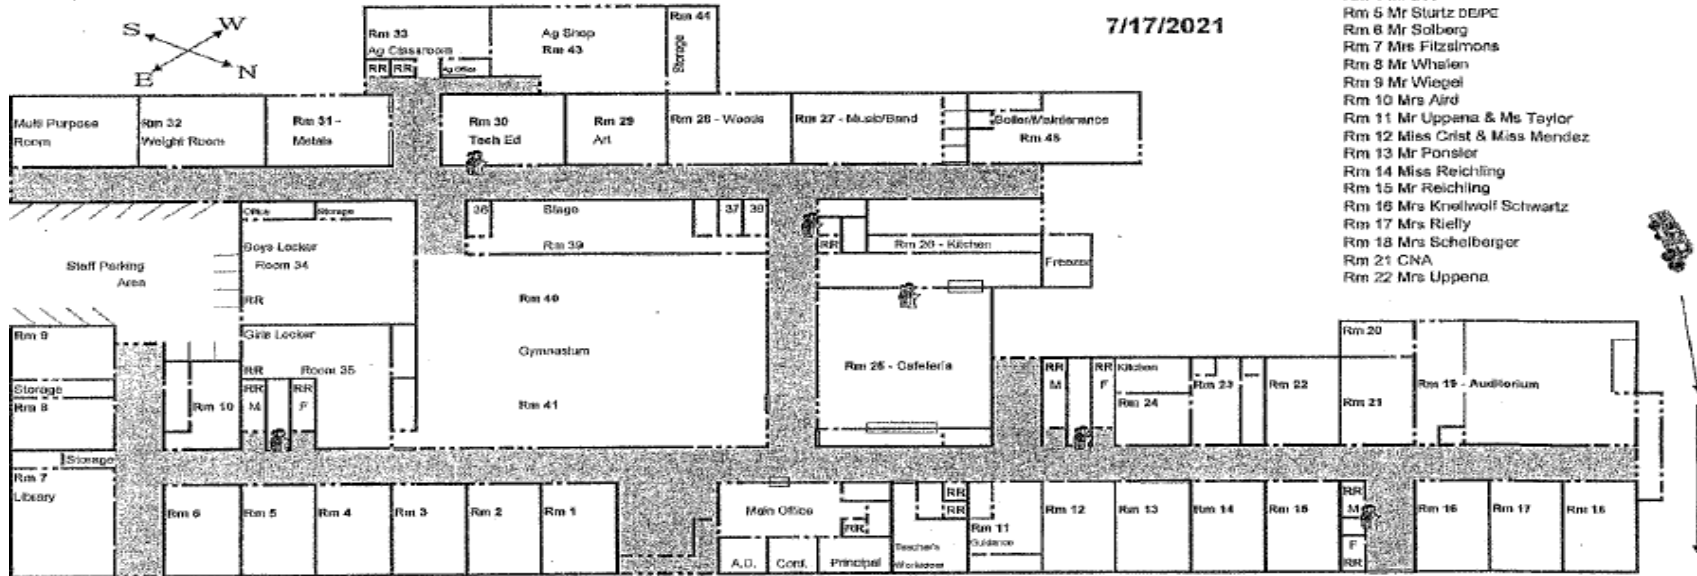 7/17/2021
Rm 5 Mr Sturtz DE/PE
Rm 6 Mr Solberg
Rm 7 Mrs Fitzsimons
Rm 8 Mr Whalen
Rm 9 Mr Wiegel
Rm 10 Mrs Aird
Rm 11 Mr Uppena & Ms Taylor
Rm 12 Miss Crist & Miss Mendez
Rm 13 Mr Ponsler
Rm 14 Miss Reichling
Rm 15 Mr Reichling
Rm 16 Mrs Knellwolf Schwartz
Rm 17 Mrs Rielly
Rm 18 Mrs Schelberger
Rm 21 CNA
Rm 22 Mrs Uppena
S
W
E
N
Rm 33
Ag Classroom
RR
RR
Ag Office
Ag Shop
Rm 43
Rm 44
Storage
Multi Purpose
Room
Rm 32
Weight Room
Rm 31 -
Metals
Rm 30
Tech Ed
Rm 29
Art
Rm 28 - Woods
Rm 27 - Music/Band
Boiler/Maintenance
Rm 45
Office
Storage
Boys Locker
Room 34
RR
Staff Parking
Area
36
Stage
37
38
Rm 39
RR
Rm 26 - Kitchen
Freezer
Rm 40
Gymnasium
Rm 41
Rm 25 - Cafeteria
Girls Locker
RR
Room 35
Rm 9
Storage
Rm 8
Rm 10
RR
M
RR
F
RR
M
RR
F
Kitchen
Rm 24
Rm 23
Rm 22
Rm 20
Rm 21
Rm 19 - Auditorium
Storage
Rm 7
Library
Rm 6
Rm 5
Rm 4
Rm 3
Rm 2
Rm 1
Main Office
RR
A.D.
Conf.
Principal
RR
RR
Teacher's
Workroom
Rm 11
Guidance
Rm 12
Rm 13
Rm 14
Rm 15
RR
M
F
RR
Rm 16
Rm 17
Rm 18